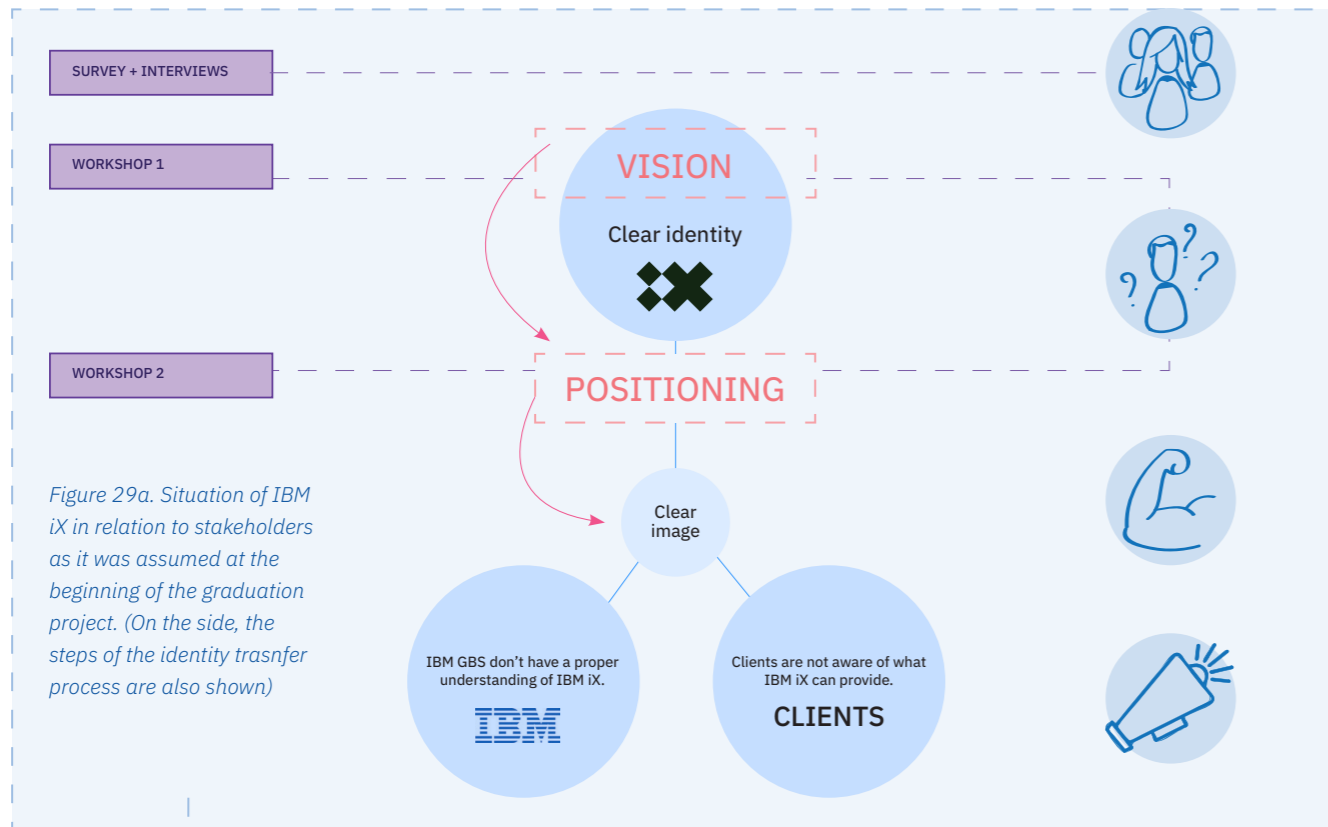 SURVEY + INTERVIEWS
WORKSHOP 1
VISION
Clear identity
iX
WORKSHOP 2
POSITIONING
Figure 29a. Situation of IBM
iX in relation to stakeholders
as it was assumed at the
beginning of the graduation
project. (On the side, the
steps of the identity trasnfer
process are also shown)
Clear
image
IBM GBS don't have a proper
understanding of IBM iX.
IBM
Clients are not aware of what
IBM iX can provide.
CLIENTS
? ? ?